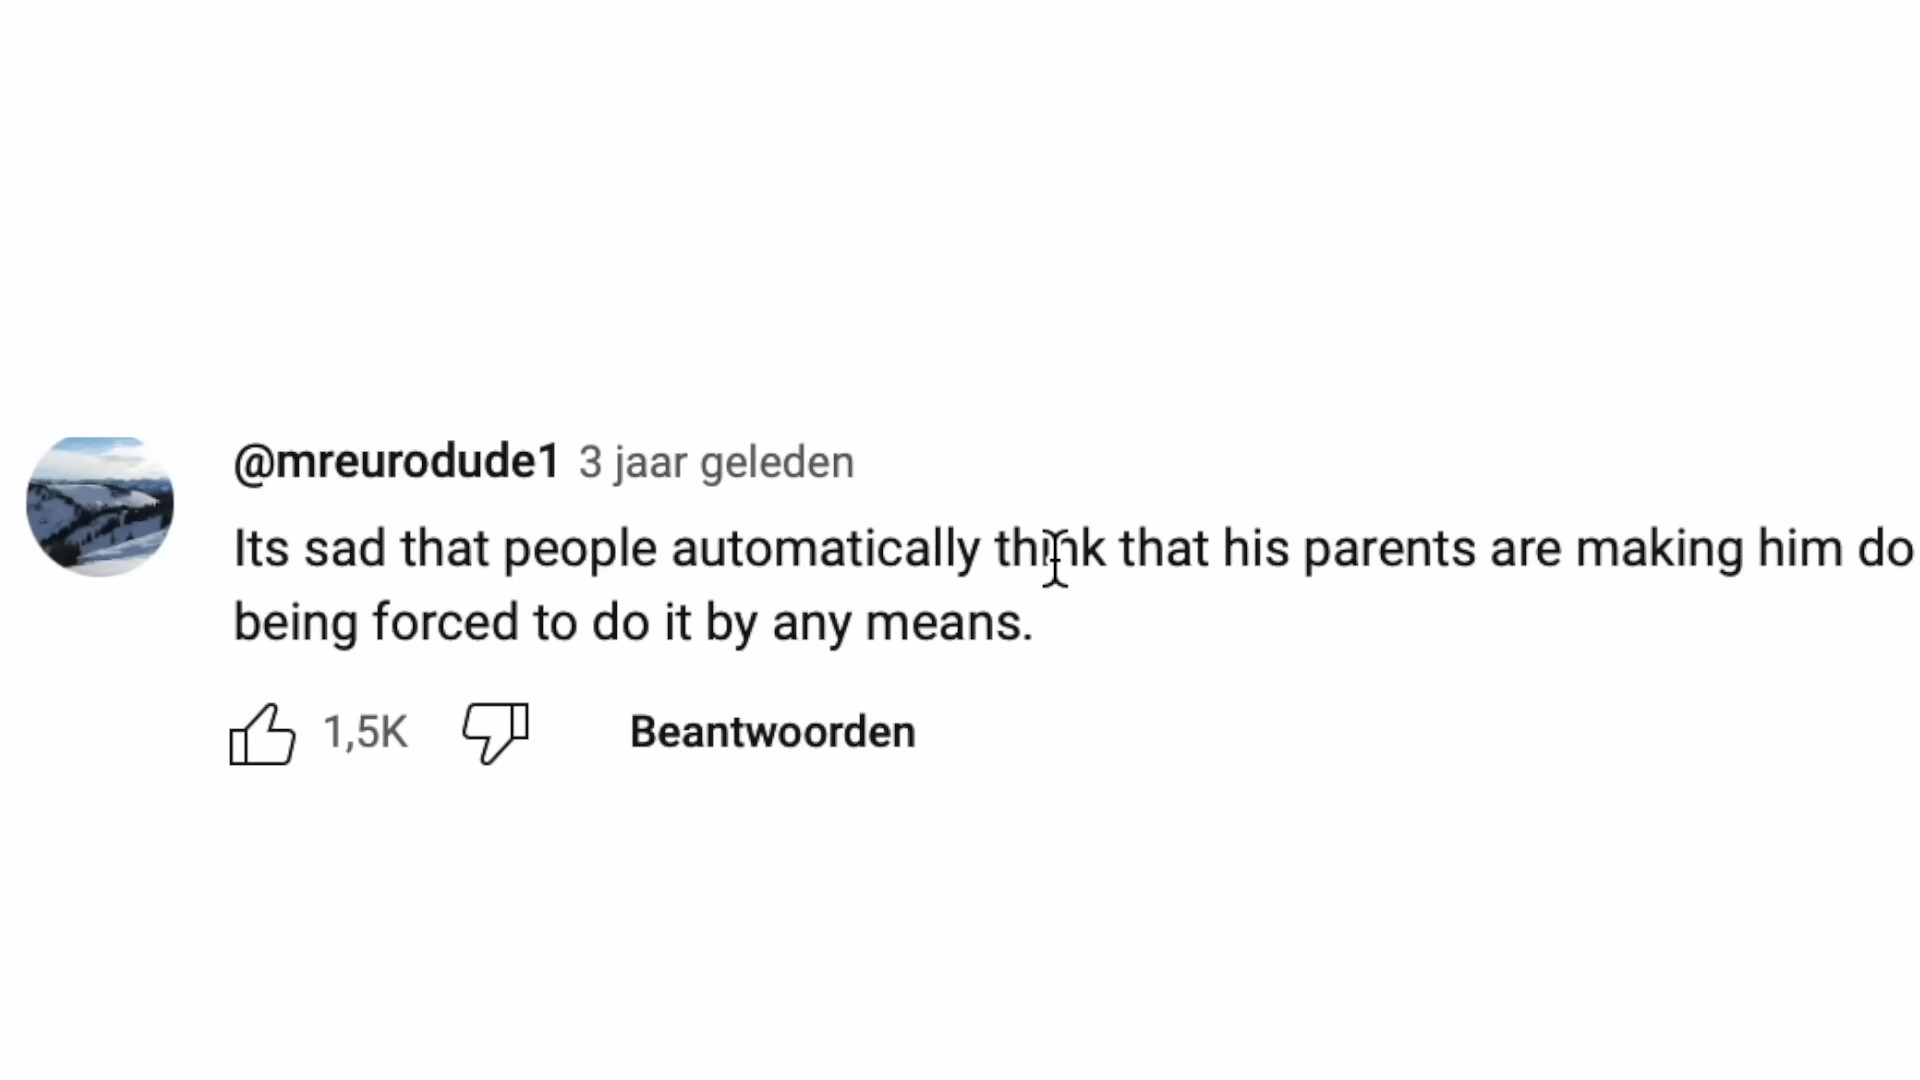 @mreurodude1 3 jaar geleden
Its sad that people automatically think that his parents are making him do
being forced to do it by any means.
1,5K Beantwoorden